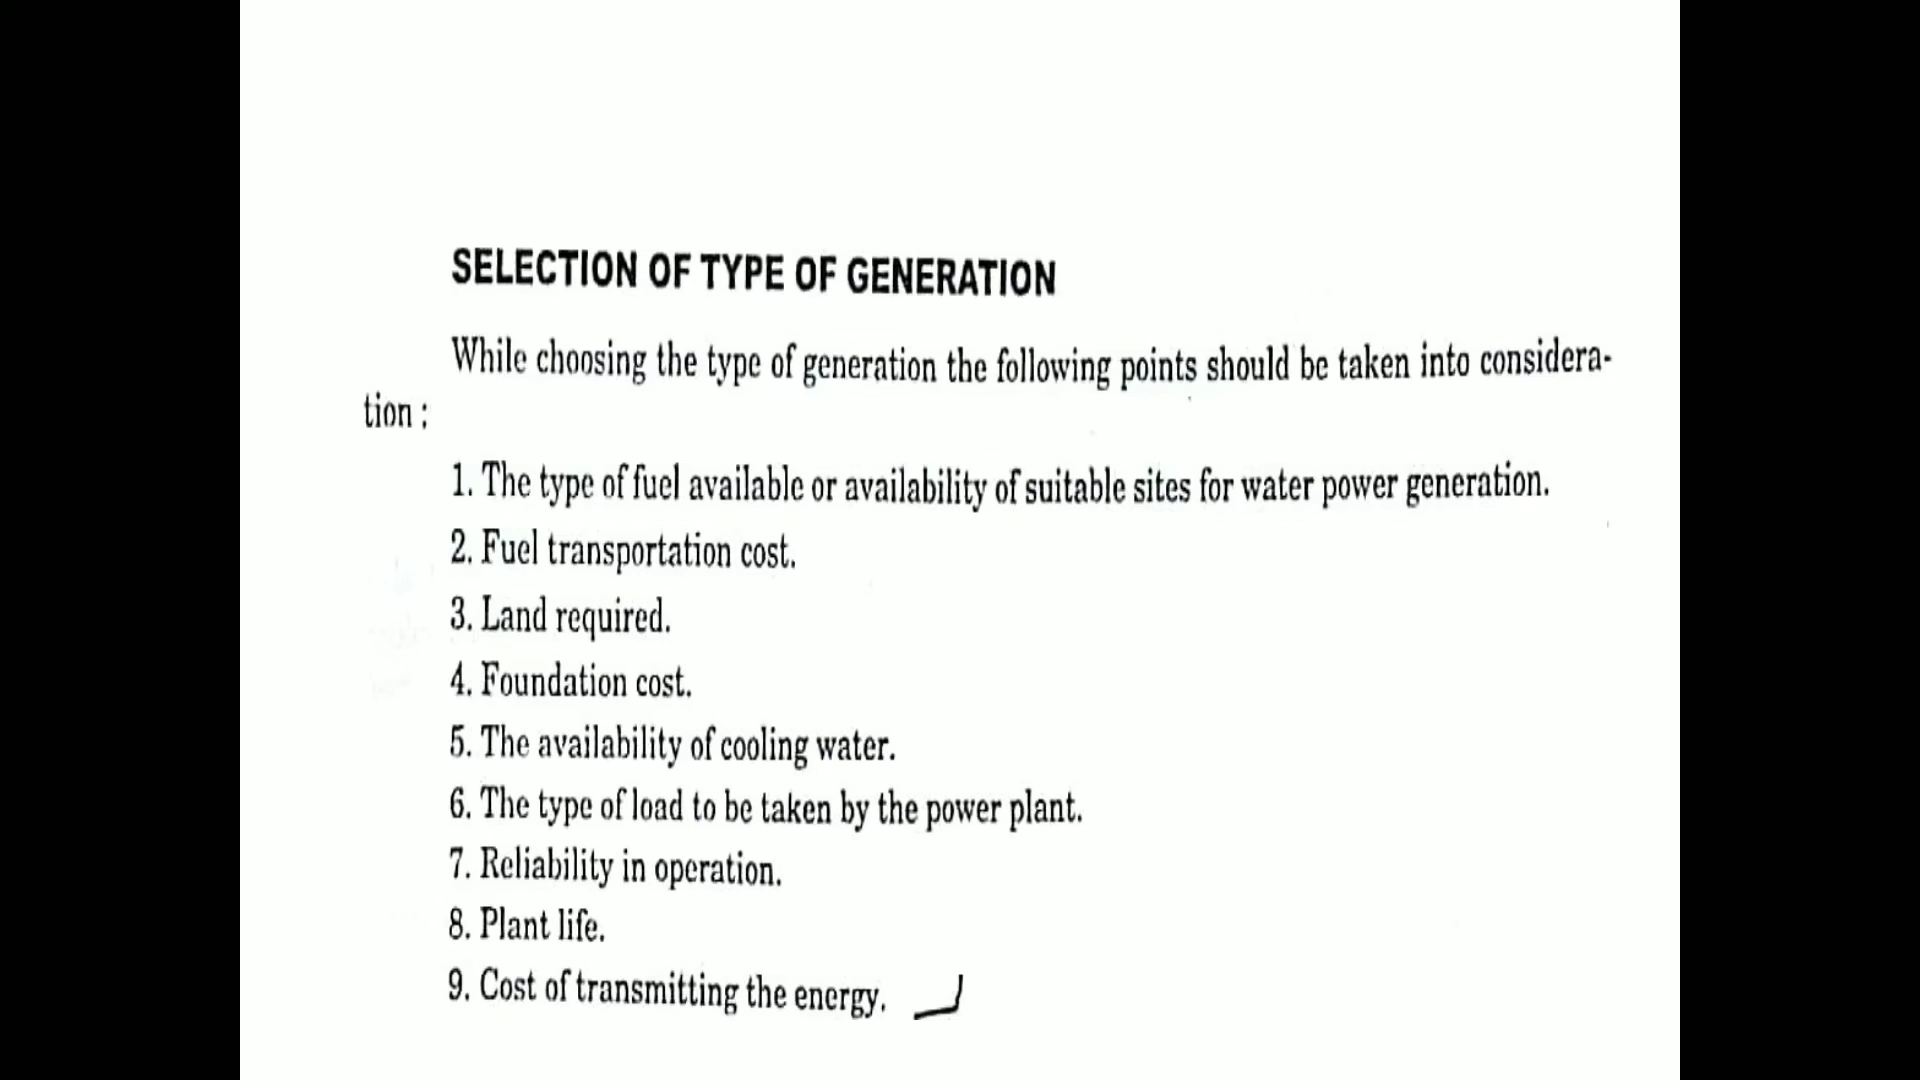 SELECTION OF TYPE OF GENERATION
While choosing the type of generation the following points should be taken into considera-
tion :
1. The type of fuel available or availability of suitable sites for water power generation.
2. Fuel transportation cost.
3. Land required.
4. Foundation cost.
5. The availability of cooling water.
6. The type of load to be taken by the power plant.
7. Reliability in operation.
8. Plant life.
9. Cost of transmitting the energy.